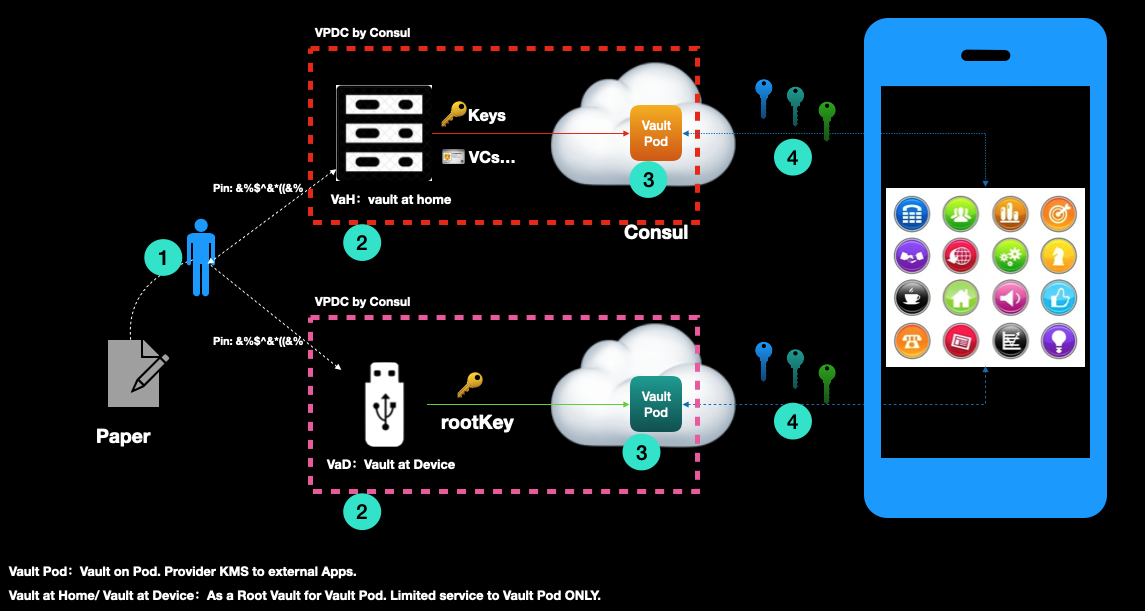 VPDC by Consul
Keys
VCs...
Vault
Pod
3
4
Pin: &%$^&*((&%
VaH：vault at home
2
Consul
1
VPDC by Consul
Pin: &%$^&*((&%
Vault
Pod
rootKey
3
4
Paper
VaD：Vault at Device
2
Vault Pod：Vault on Pod. Provider KMS to external Apps.
Vault at Home/ Vault at Device：As a Root Vault for Vault Pod. Limited service to Vault Pod ONLY.